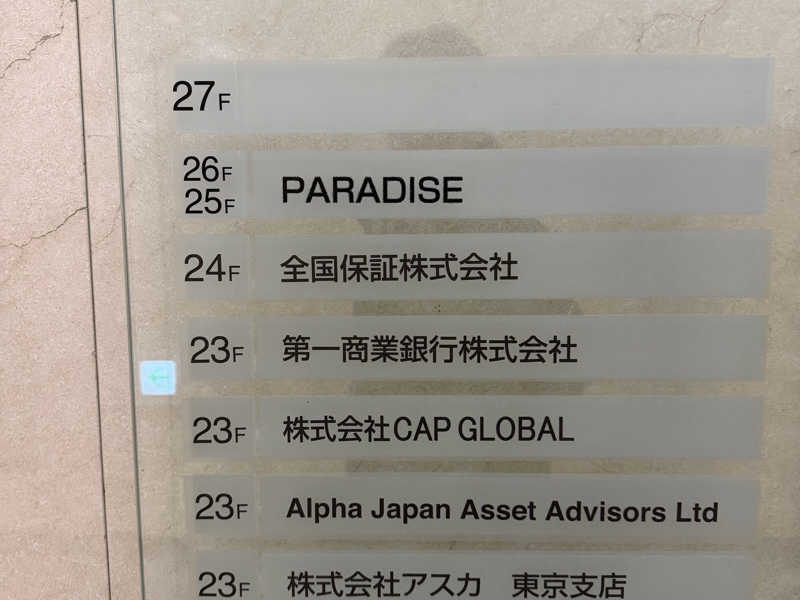 27F
26F
25F PARADISE
24F 全国保証株式会社
23F 第一商業銀行株式会社
23F 株式会社CAP GLOBAL
23F Alpha Japan Asset Advisors Ltd
23F 株式会社アスカ 東京支店